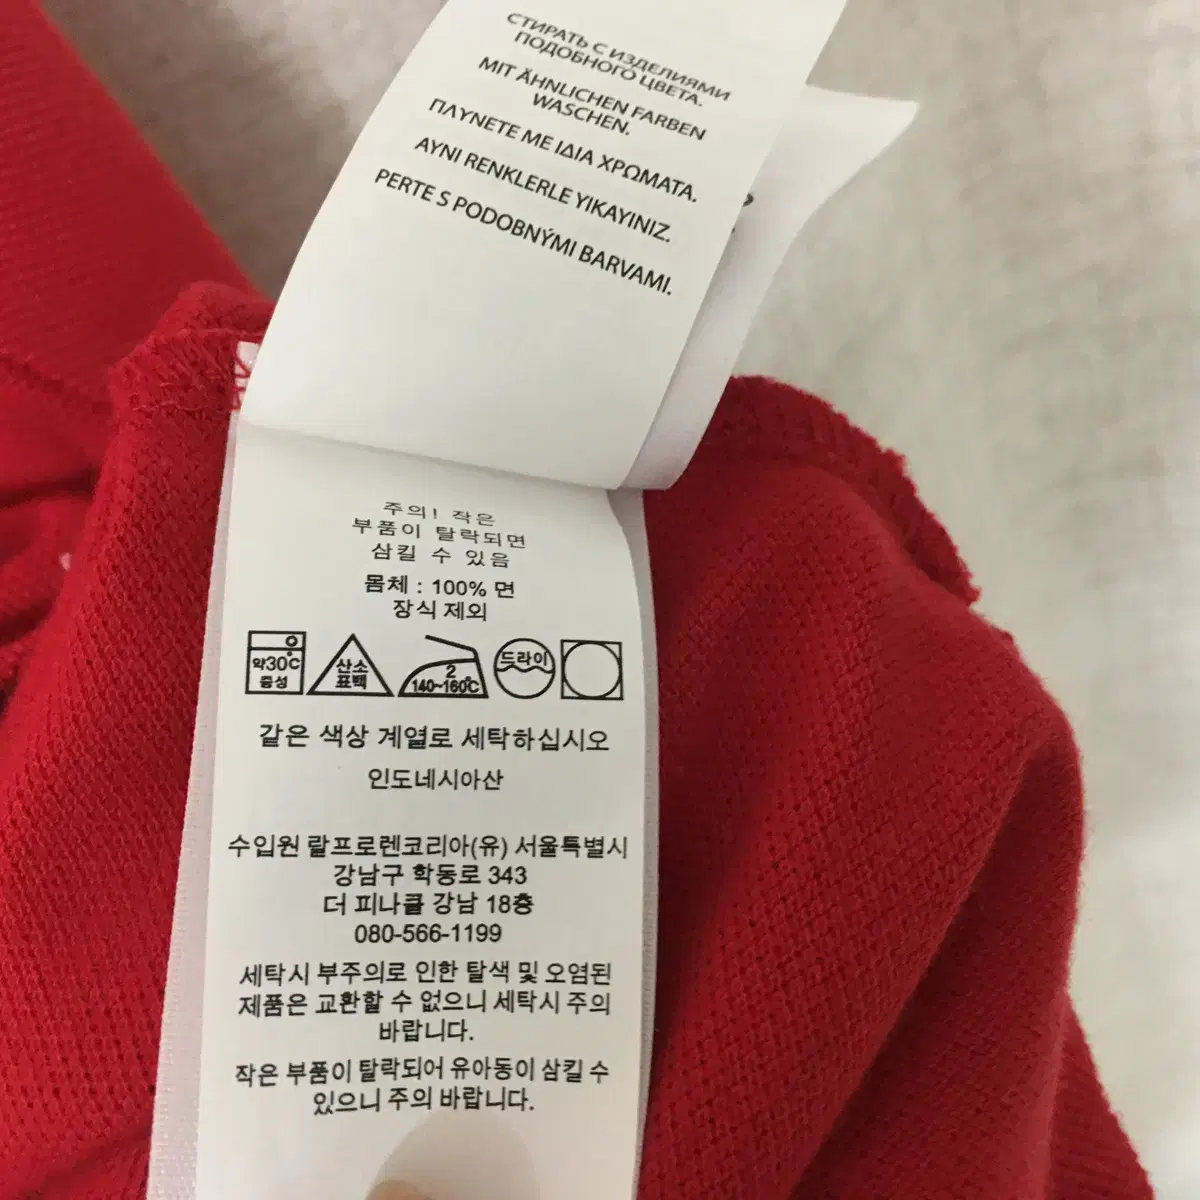 СТИРАТЬ С ИЗДЕЛИЯМИ
ПОДОБНОГО ЦВЕТА.
MIT ÄHNLICHEN FARBEN
WASCHEN.
ΠΛΥΝΕΤΕ ΜΕ ΙΔΙΑ ΧΡΩΜΑΤΑ.
AYNI RENKLERLE YIKAYINIZ.
PERTE S PODOBNÝMI BARVAMI.
주의! 작은
부품이 탈락되면
삼킬 수 있음
몸체 : 100% 면
장식 제외
약30℃
중성
산소
표백
2
140~160℃
드라이
같은 색상 계열로 세탁하십시오
인도네시아산
수입원 랄프로렌코리아(유) 서울특별시
강남구 학동로 343
더 피나클 강남 18층
080-566-1199
세탁시 부주의로 인한 탈색 및 오염된
제품은 교환할 수 없으니 세탁시 주의
바랍니다.
작은 부품이 탈락되어 유아동이 삼킬 수
있으니 주의 바랍니다.